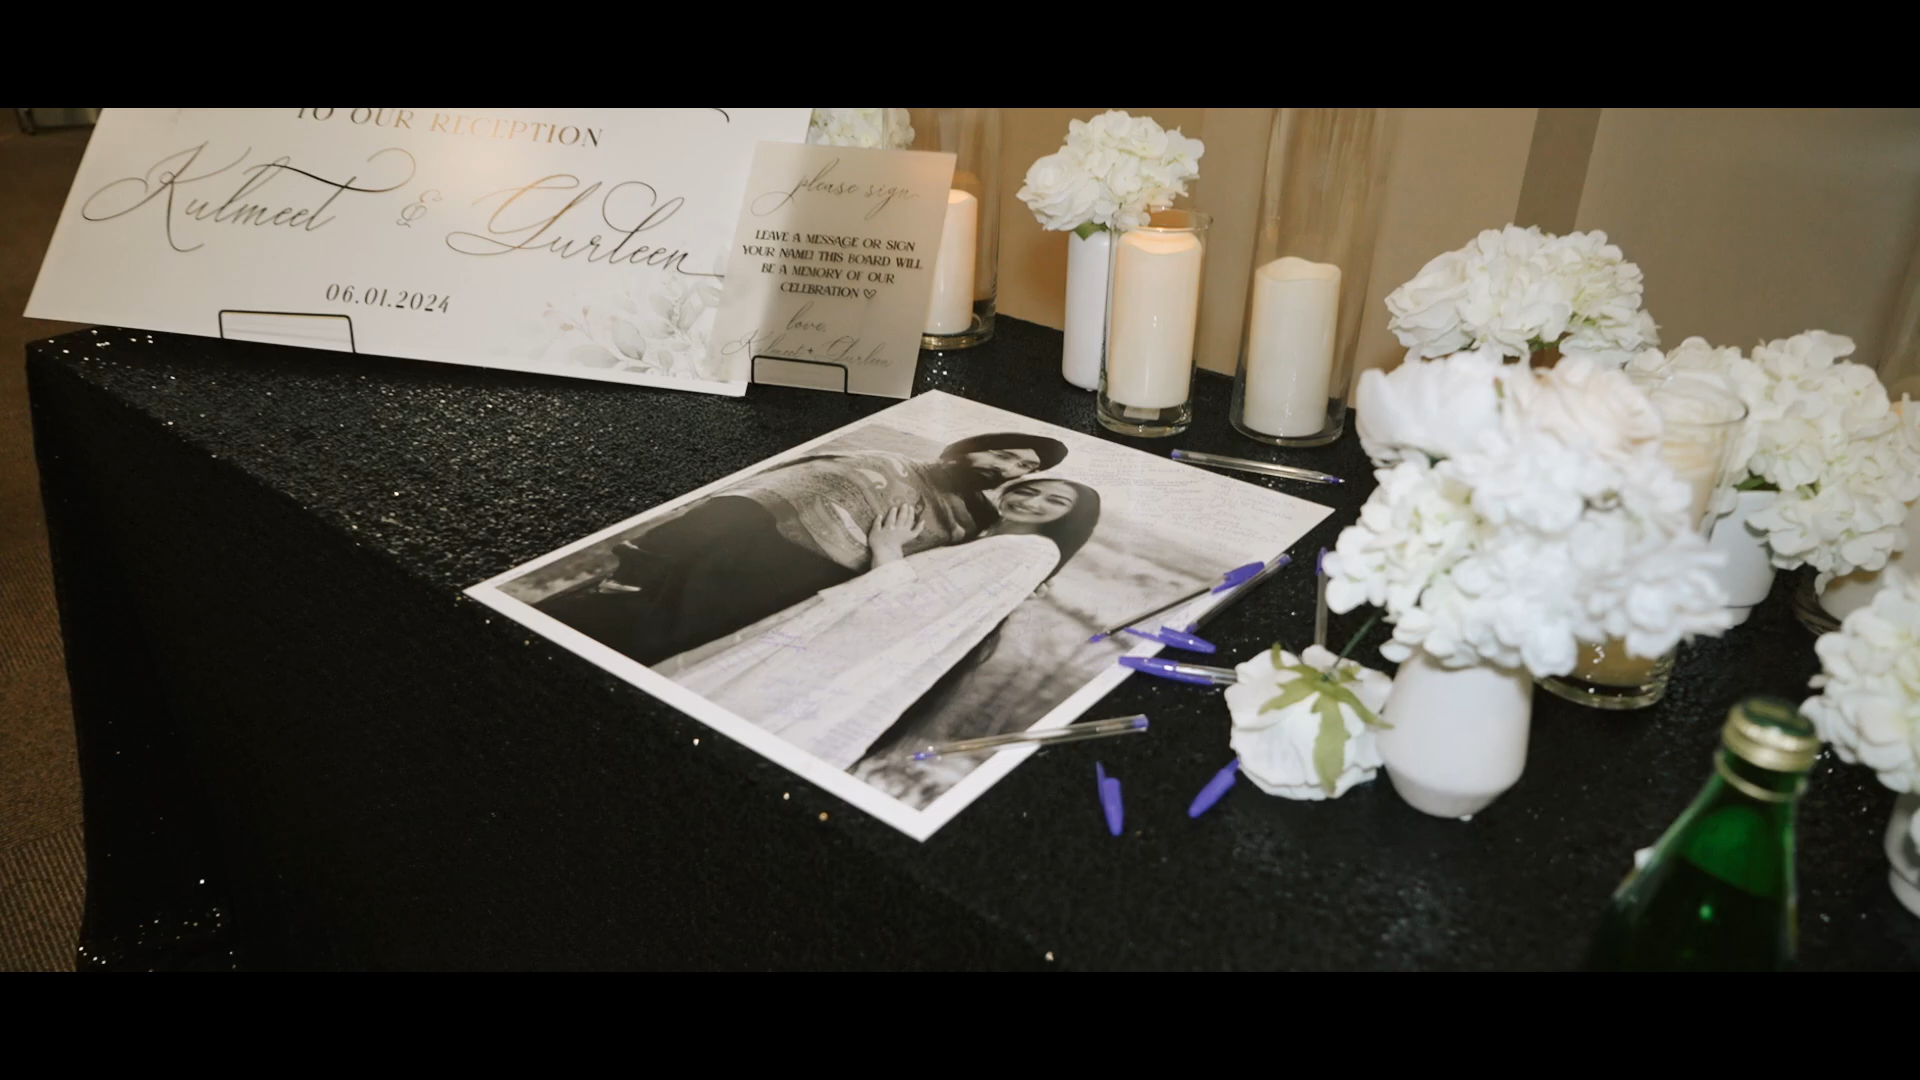 TO OUR RECEPTION
Kulmeet & Gurleen
06.01.2024
please sign
LEAVE A MESSAGE OR SIGN
YOUR NAME! THIS BOARD WILL
BE A MEMORY OF OUR
CELEBRATION ♡
love,
Kulmeet + Gurleen